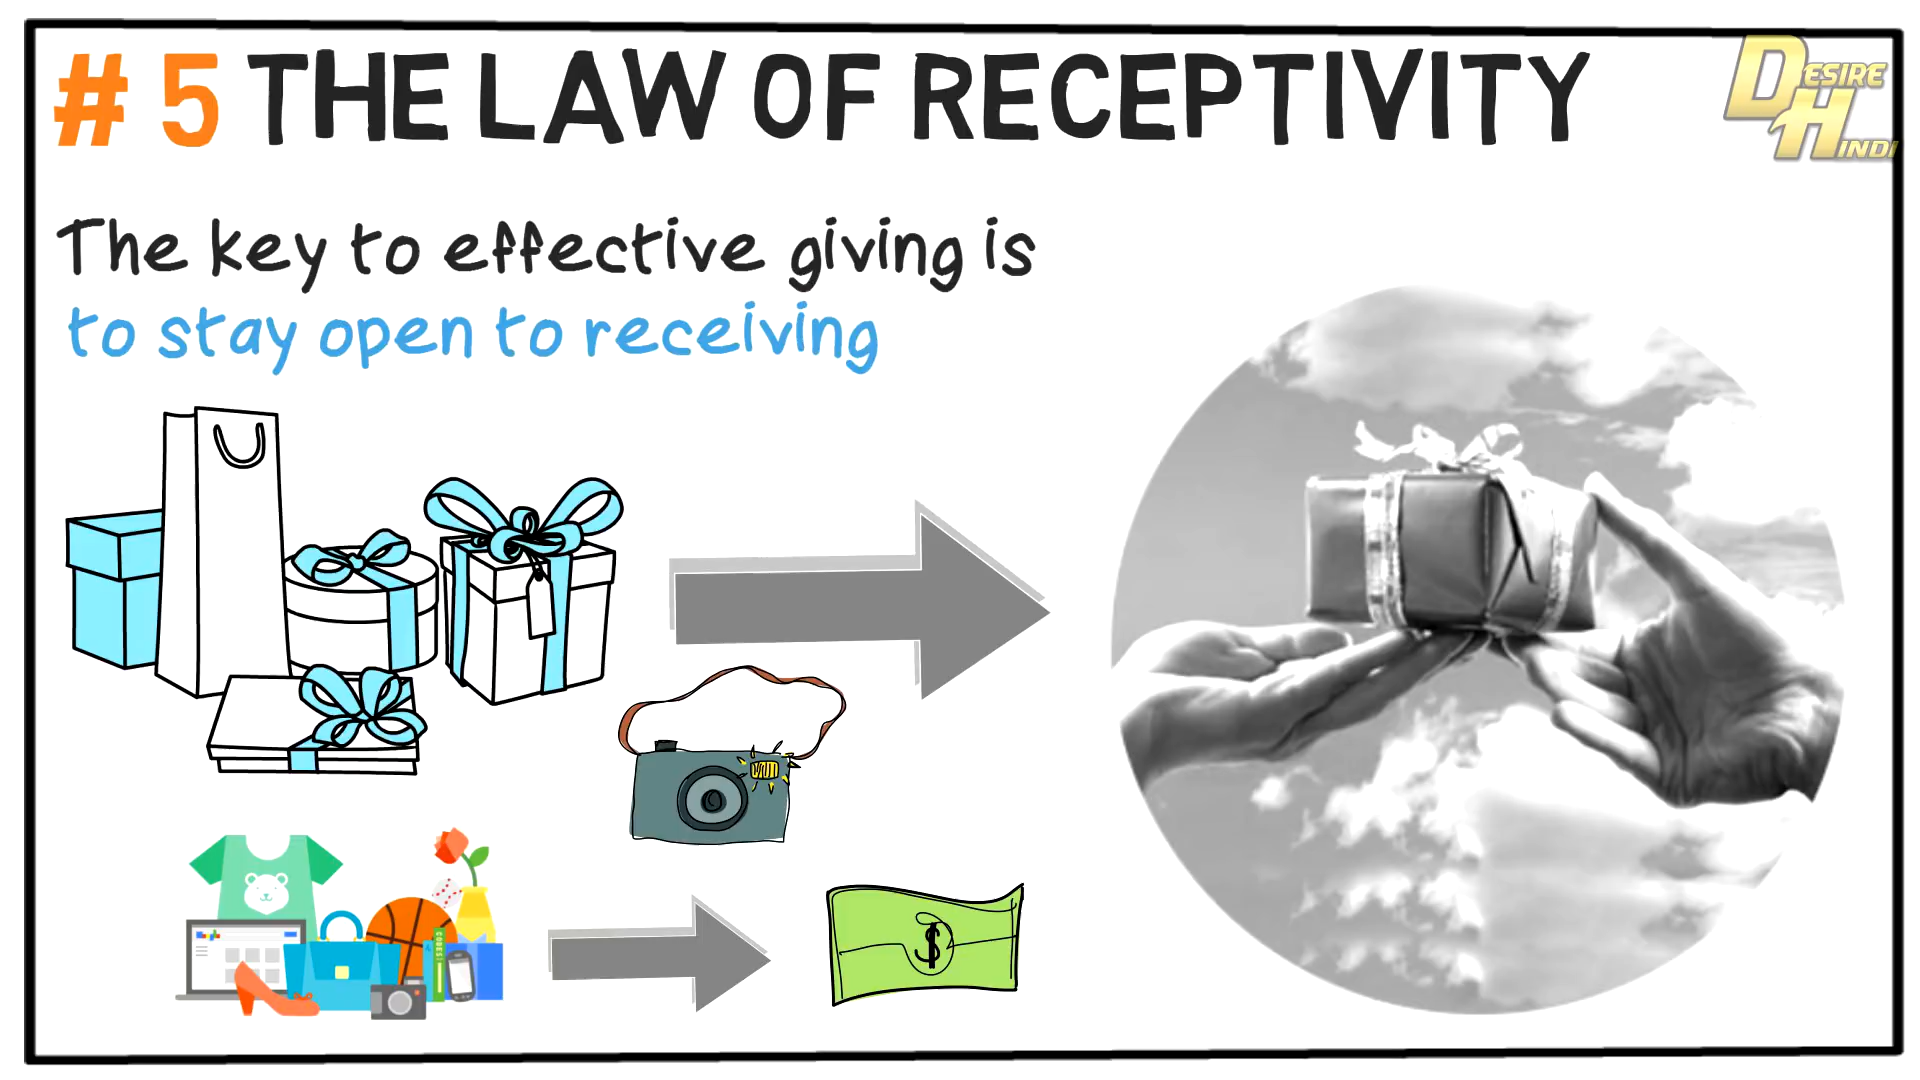 # 5 THE LAW OF RECEPTIVITY
DESIRE
HINDI
The key to effective giving is
to stay open to receiving
$